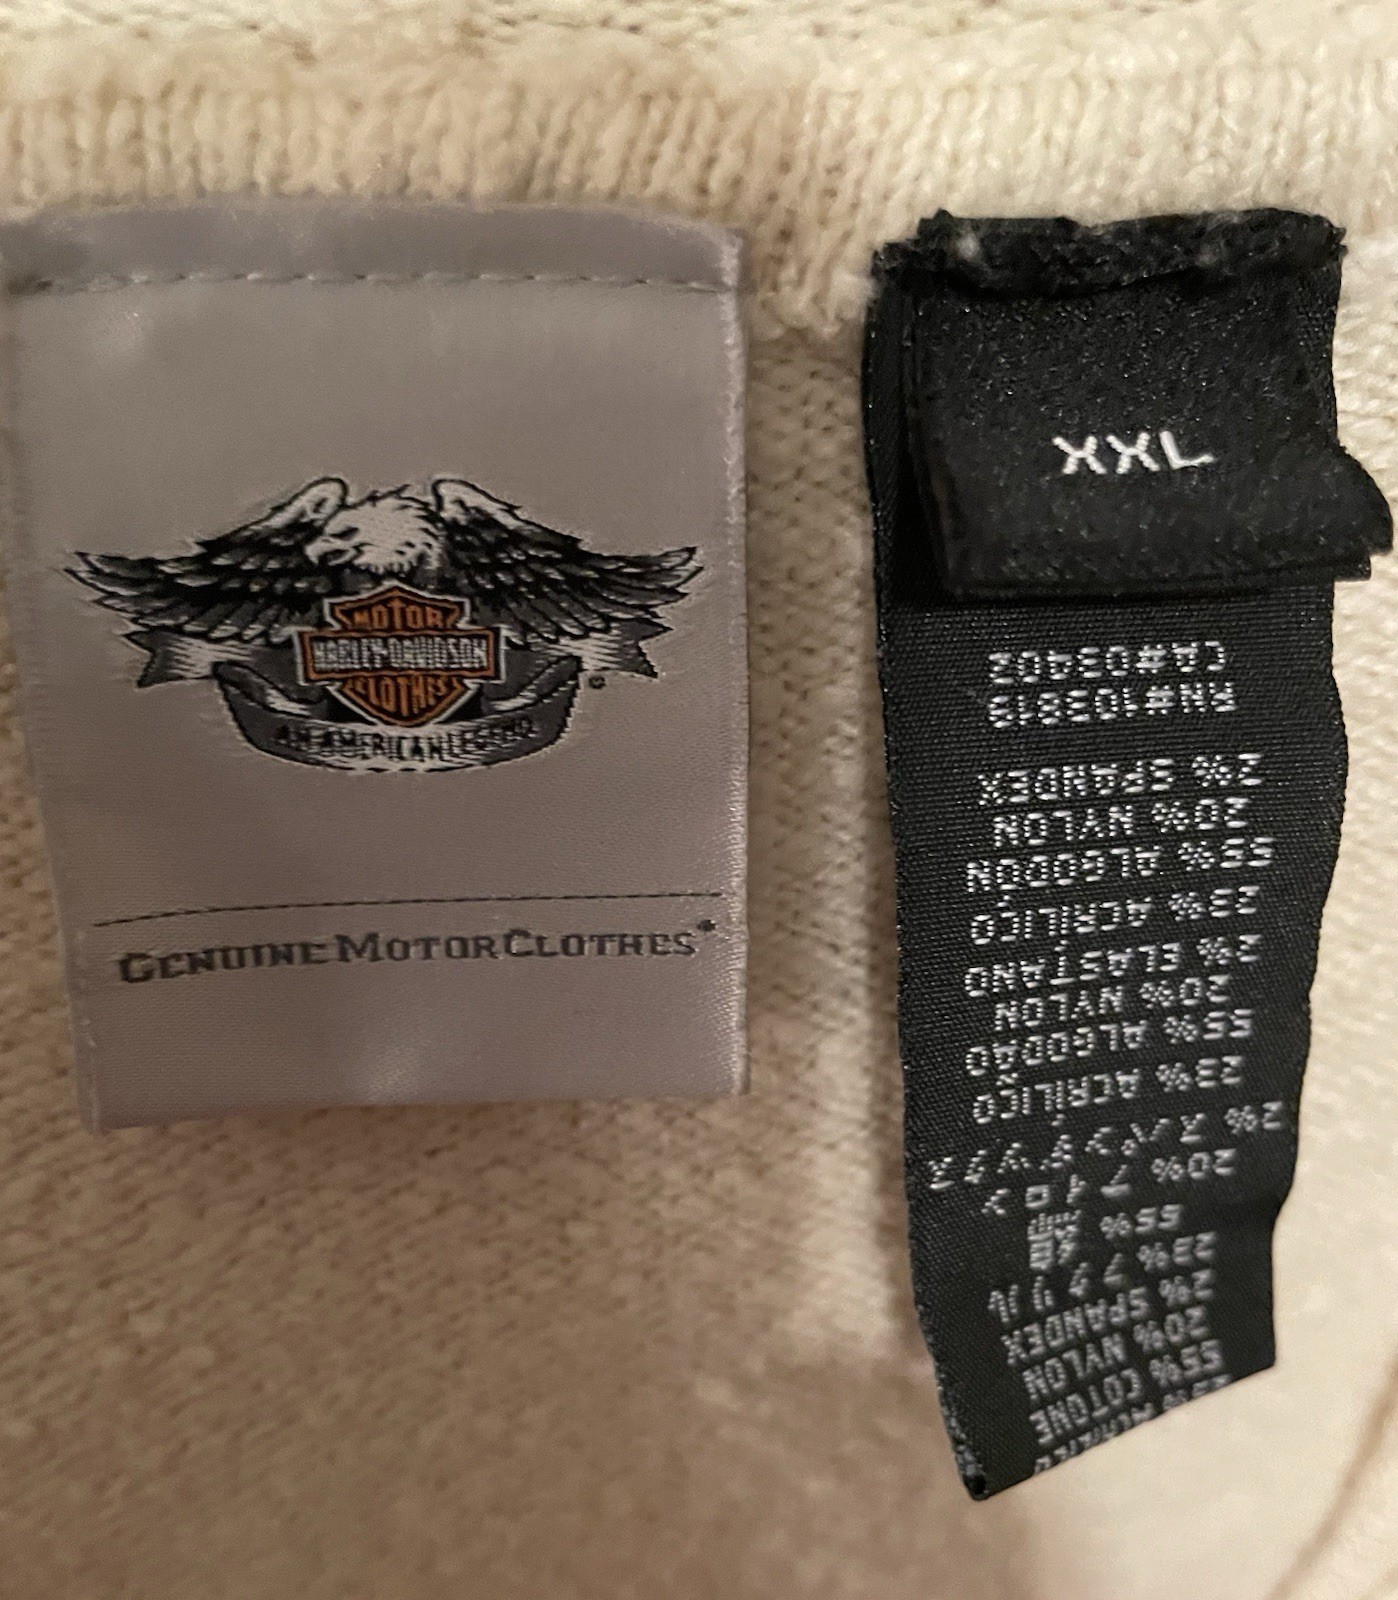 MOTOR
HARLEY-DAVIDSON
CLOTHES
AN AMERICAN LEGEND
GENUINE MOTORCLOTHES®
XXL
55% COTONE
20% NYLON
2% SPANDEX
23% アクリル
55% 綿
20% ナイロン
2% スパンデックス
23% ACRÍLICO
55% ALGODÃO
20% NYLON
2% ELASTANO
23% ACRÍLICO
55% ALGODÓN
20% NYLON
2% SPANDEX
RN#103819
CA#03402